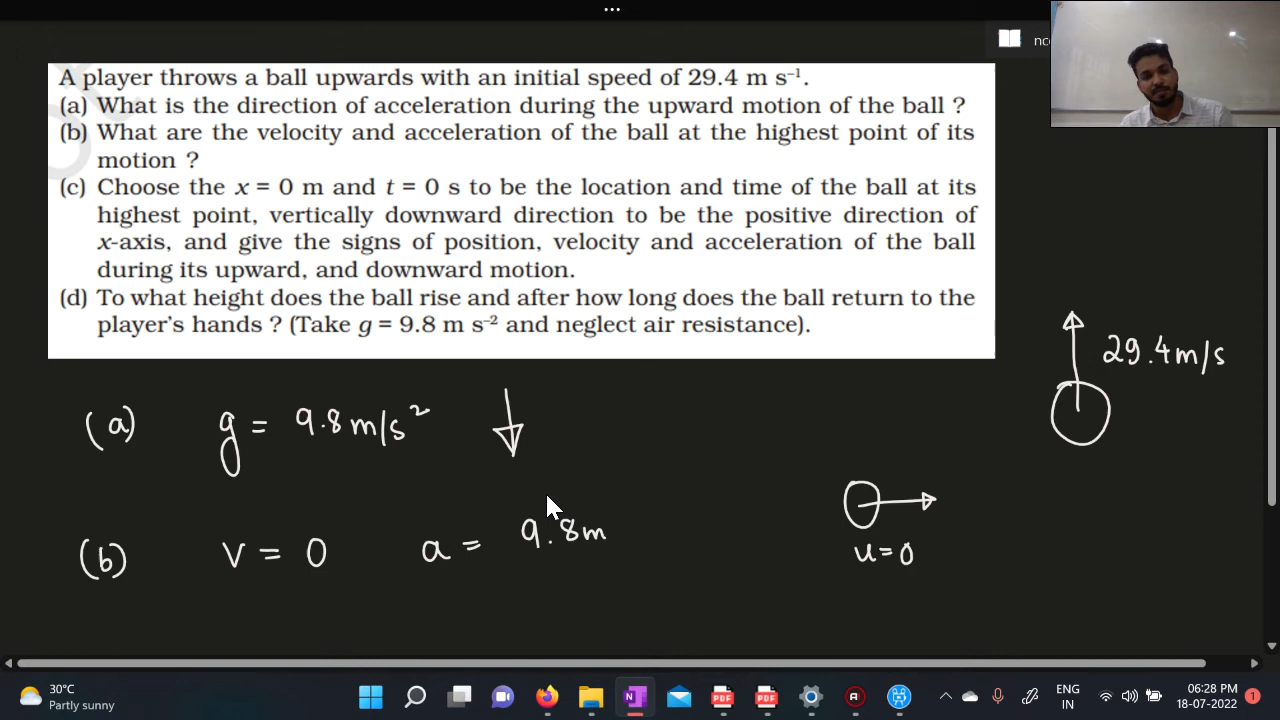 ...
nc
A player throws a ball upwards with an initial speed of 29.4 m s⁻¹.
(a) What is the direction of acceleration during the upward motion of the ball ?
(b) What are the velocity and acceleration of the ball at the highest point of its
motion ?
(c) Choose the x = 0 m and t = 0 s to be the location and time of the ball at its
highest point, vertically downward direction to be the positive direction of
x-axis, and give the signs of position, velocity and acceleration of the ball
during its upward, and downward motion.
(d) To what height does the ball rise and after how long does the ball return to the
player's hands ? (Take g = 9.8 m s⁻² and neglect air resistance).
29.4m/s
(a) g = 9.8 m/s²
(b) v = 0 a = 9.8m
u=0
30°C
Partly sunny
PDF
PDF
ENG
IN
06:28 PM
18-07-2022
1